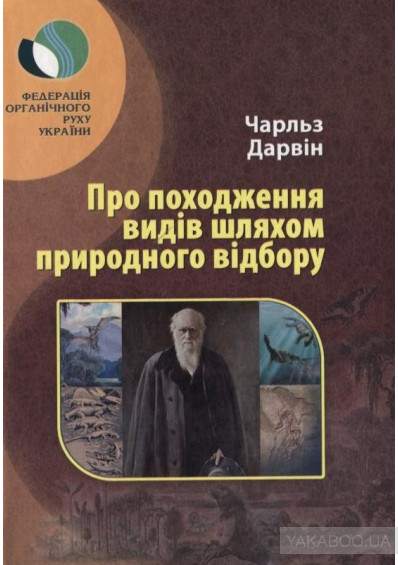 ФЕДЕРАЦІЯ
ОРГАНІЧНОГО
РУХУ
УКРАЇНИ
Чарльз
Дарвін
Про походження
видів шляхом
природного відбору
YAKABOO.UA